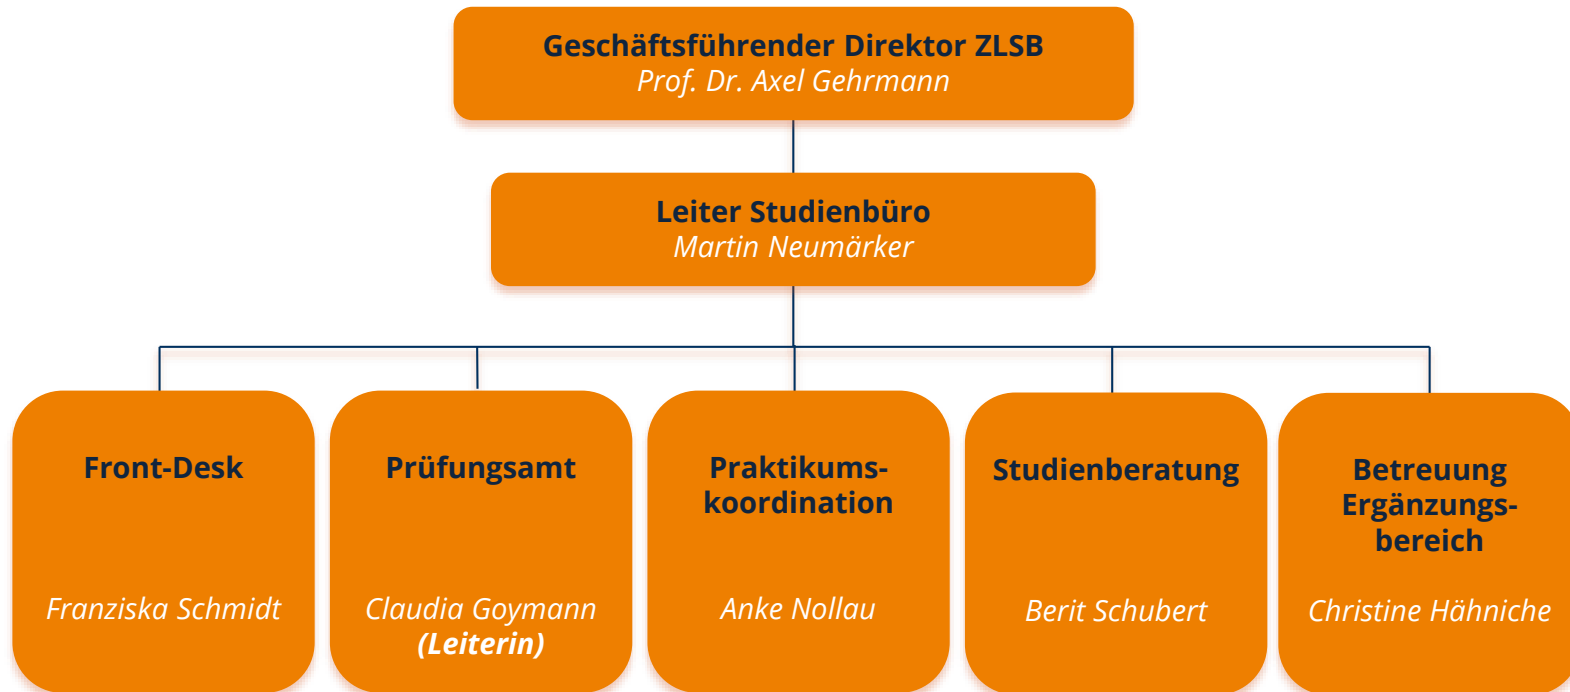 Geschäftsführender Direktor ZLSB
Prof. Dr. Axel Gehrmann
Leiter Studienbüro
Martin Neumärker
Front-Desk
Franziska Schmidt
Prüfungsamt
Claudia Goymann
(Leiterin)
Praktikums-
koordination
Anke Nollau
Studienberatung
Berit Schubert
Betreuung
Ergänzungs-
bereich
Christine Hähniche